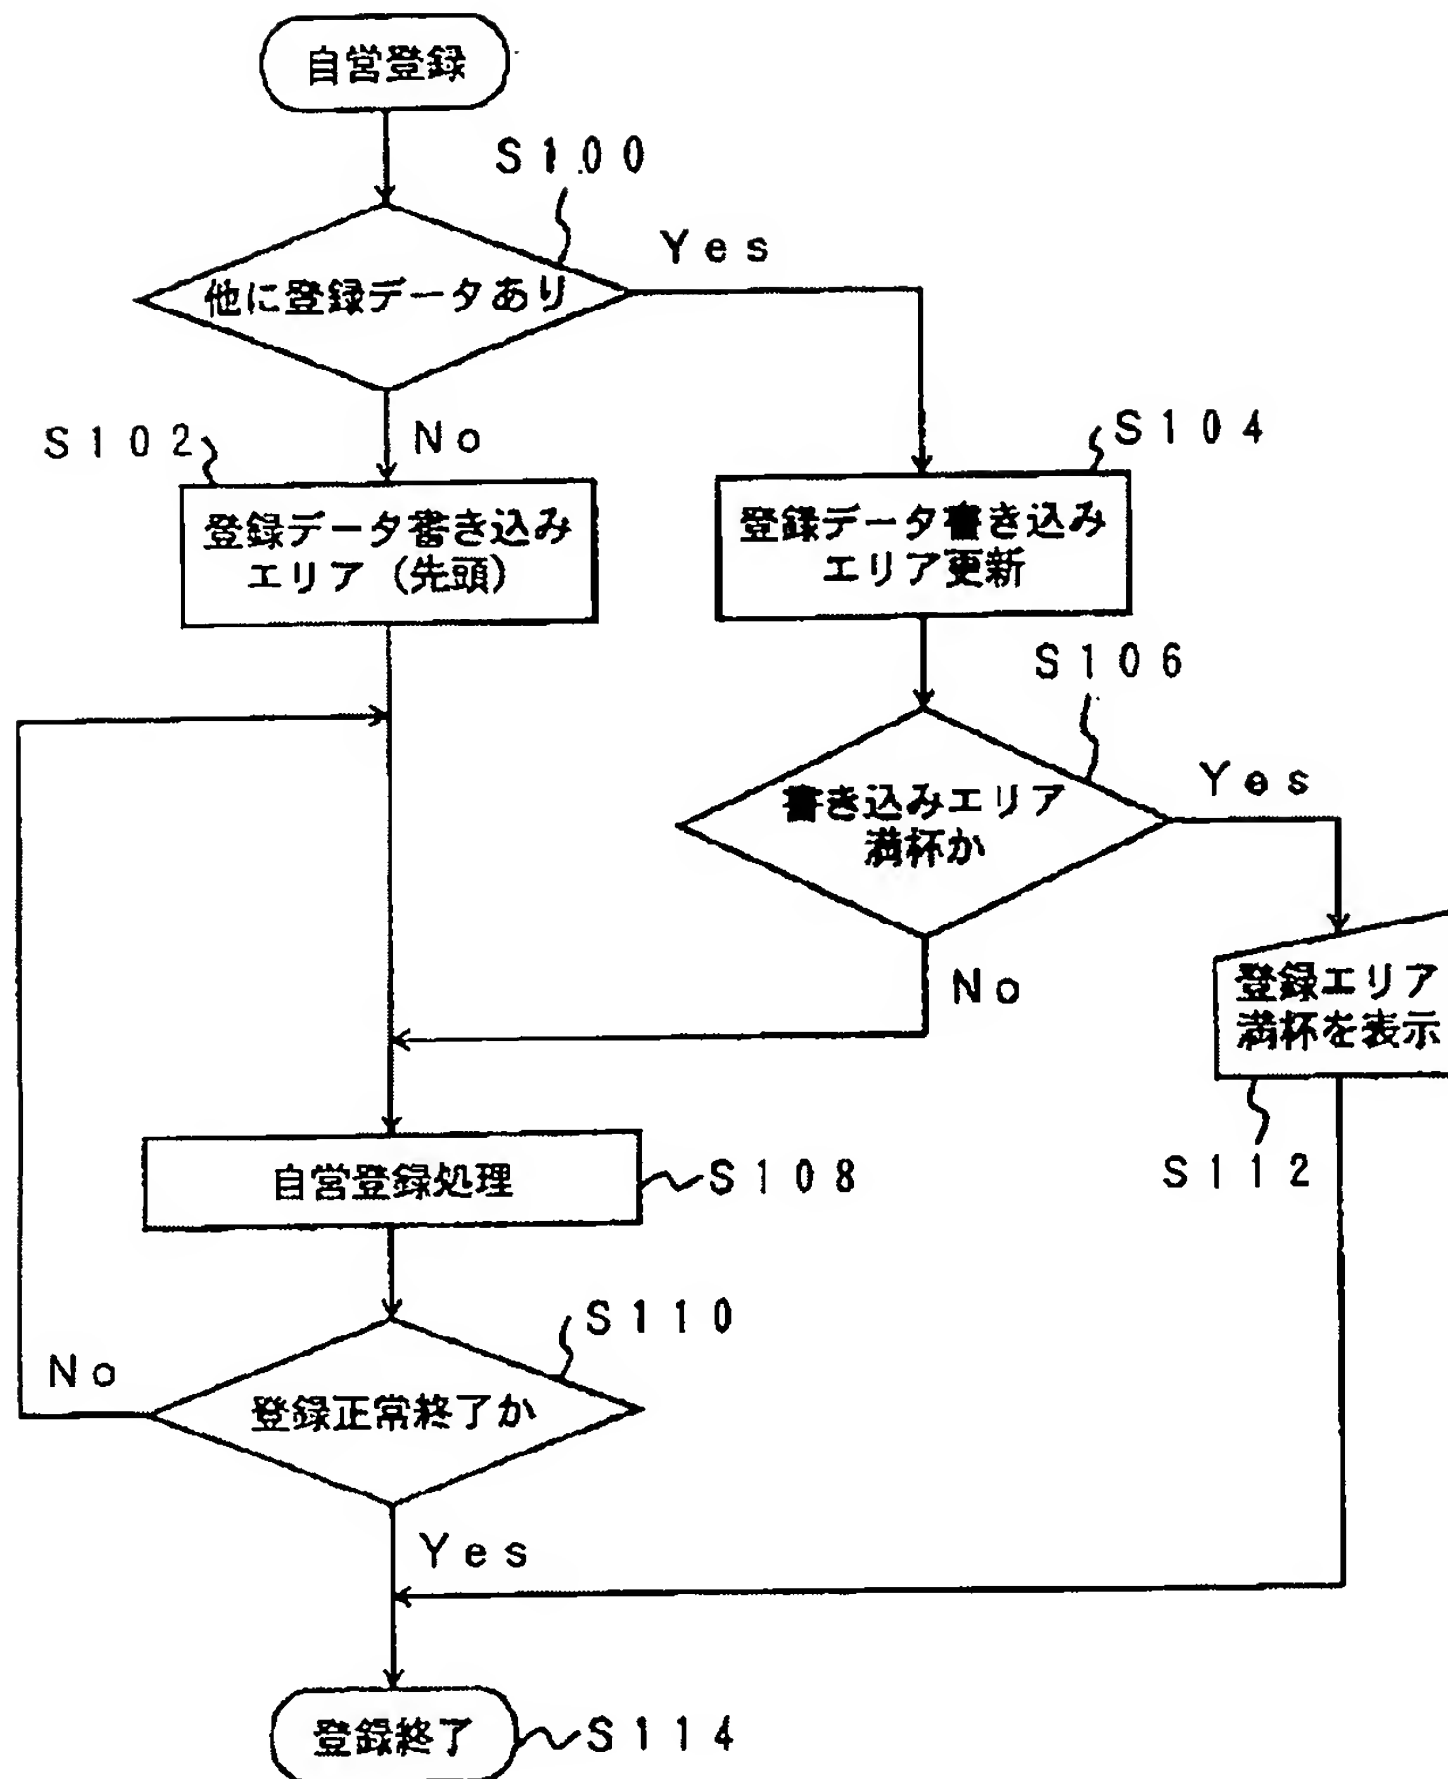 自営登録
S100
他に登録データあり
Yes
No
S102
登録データ書き込み
エリア（先頭）
S104
登録データ書き込み
エリア更新
S106
書き込みエリア
満杯か
Yes
No
登録エリア
満杯を表示
S112
自営登録処理
S108
S110
登録正常終了か
No
Yes
登録終了
S114